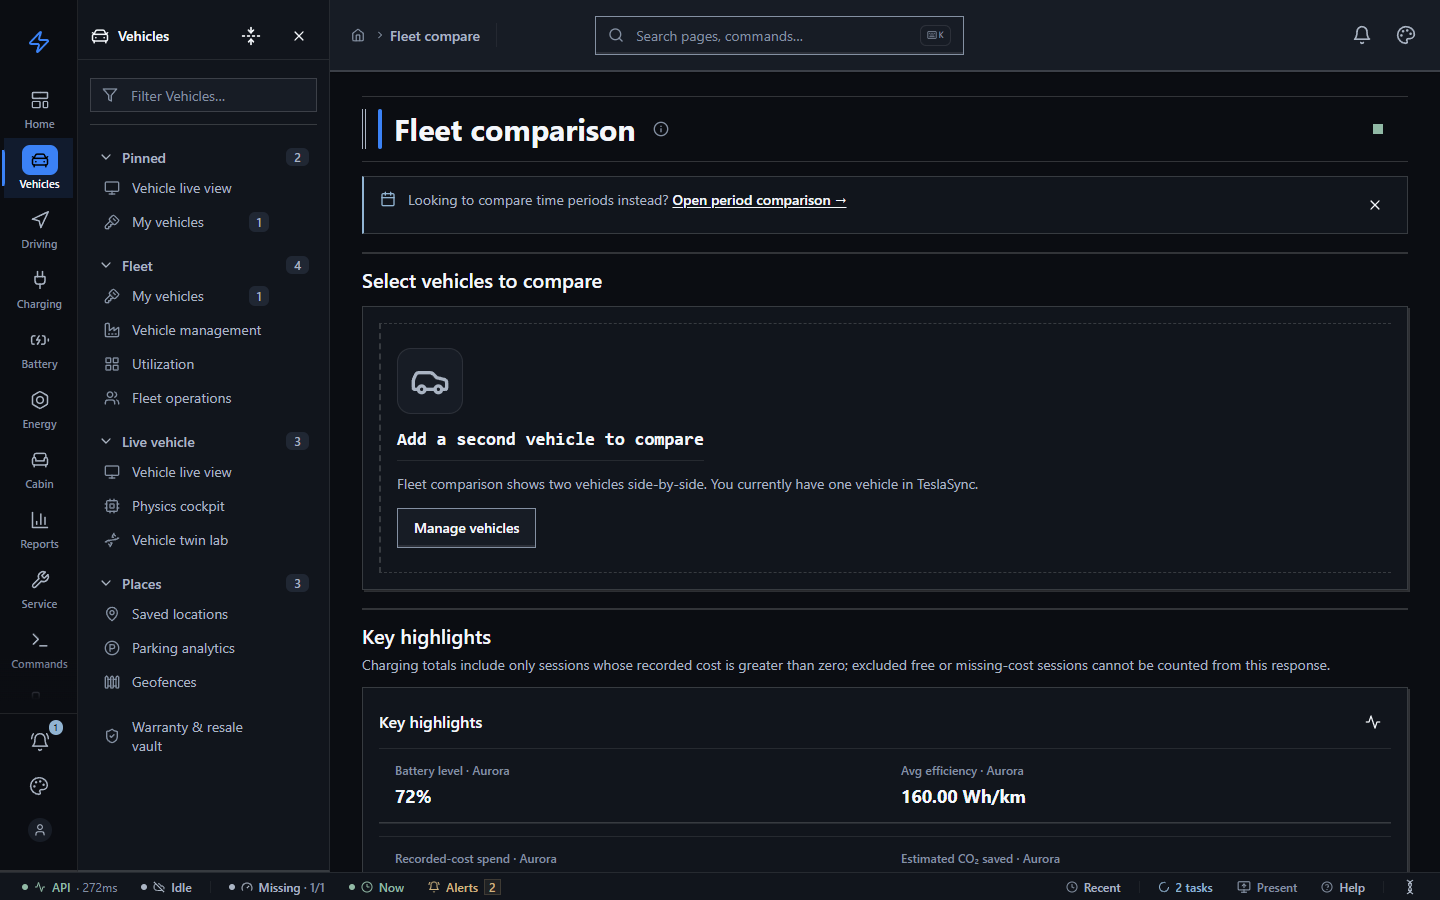 Home
Vehicles
Driving
Charging
Battery
Energy
Cabin
Reports
Service
Commands
1
Vehicles
Filter Vehicles...
Pinned 2
Vehicle live view
My vehicles 1
Fleet 4
My vehicles 1
Vehicle management
Utilization
Fleet operations
Live vehicle 3
Vehicle live view
Physics cockpit
Vehicle twin lab
Places 3
Saved locations
Parking analytics
Geofences
Warranty & resale
vault
Fleet compare
Search pages, commands... K
Fleet comparison
Looking to compare time periods instead? Open period comparison →
Select vehicles to compare
Add a second vehicle to compare
Fleet comparison shows two vehicles side-by-side. You currently have one vehicle in TeslaSync.
Manage vehicles
Key highlights
Charging totals include only sessions whose recorded cost is greater than zero; excluded free or missing-cost sessions cannot be counted from this response.
Key highlights
Battery level · Aurora
72%
Avg efficiency · Aurora
160.00 Wh/km
Recorded-cost spend · Aurora
Estimated CO₂ saved · Aurora
API · 272ms Idle Missing · 1/1 Now Alerts 2 Recent 2 tasks Present Help